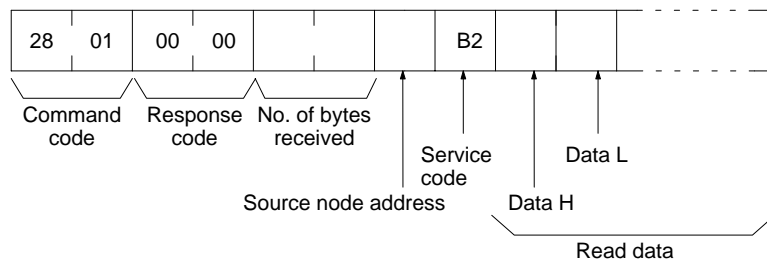 28 01 00 00 B2
Command code
Response code
No. of bytes received
Service code
Data L
Source node address
Data H
Read data